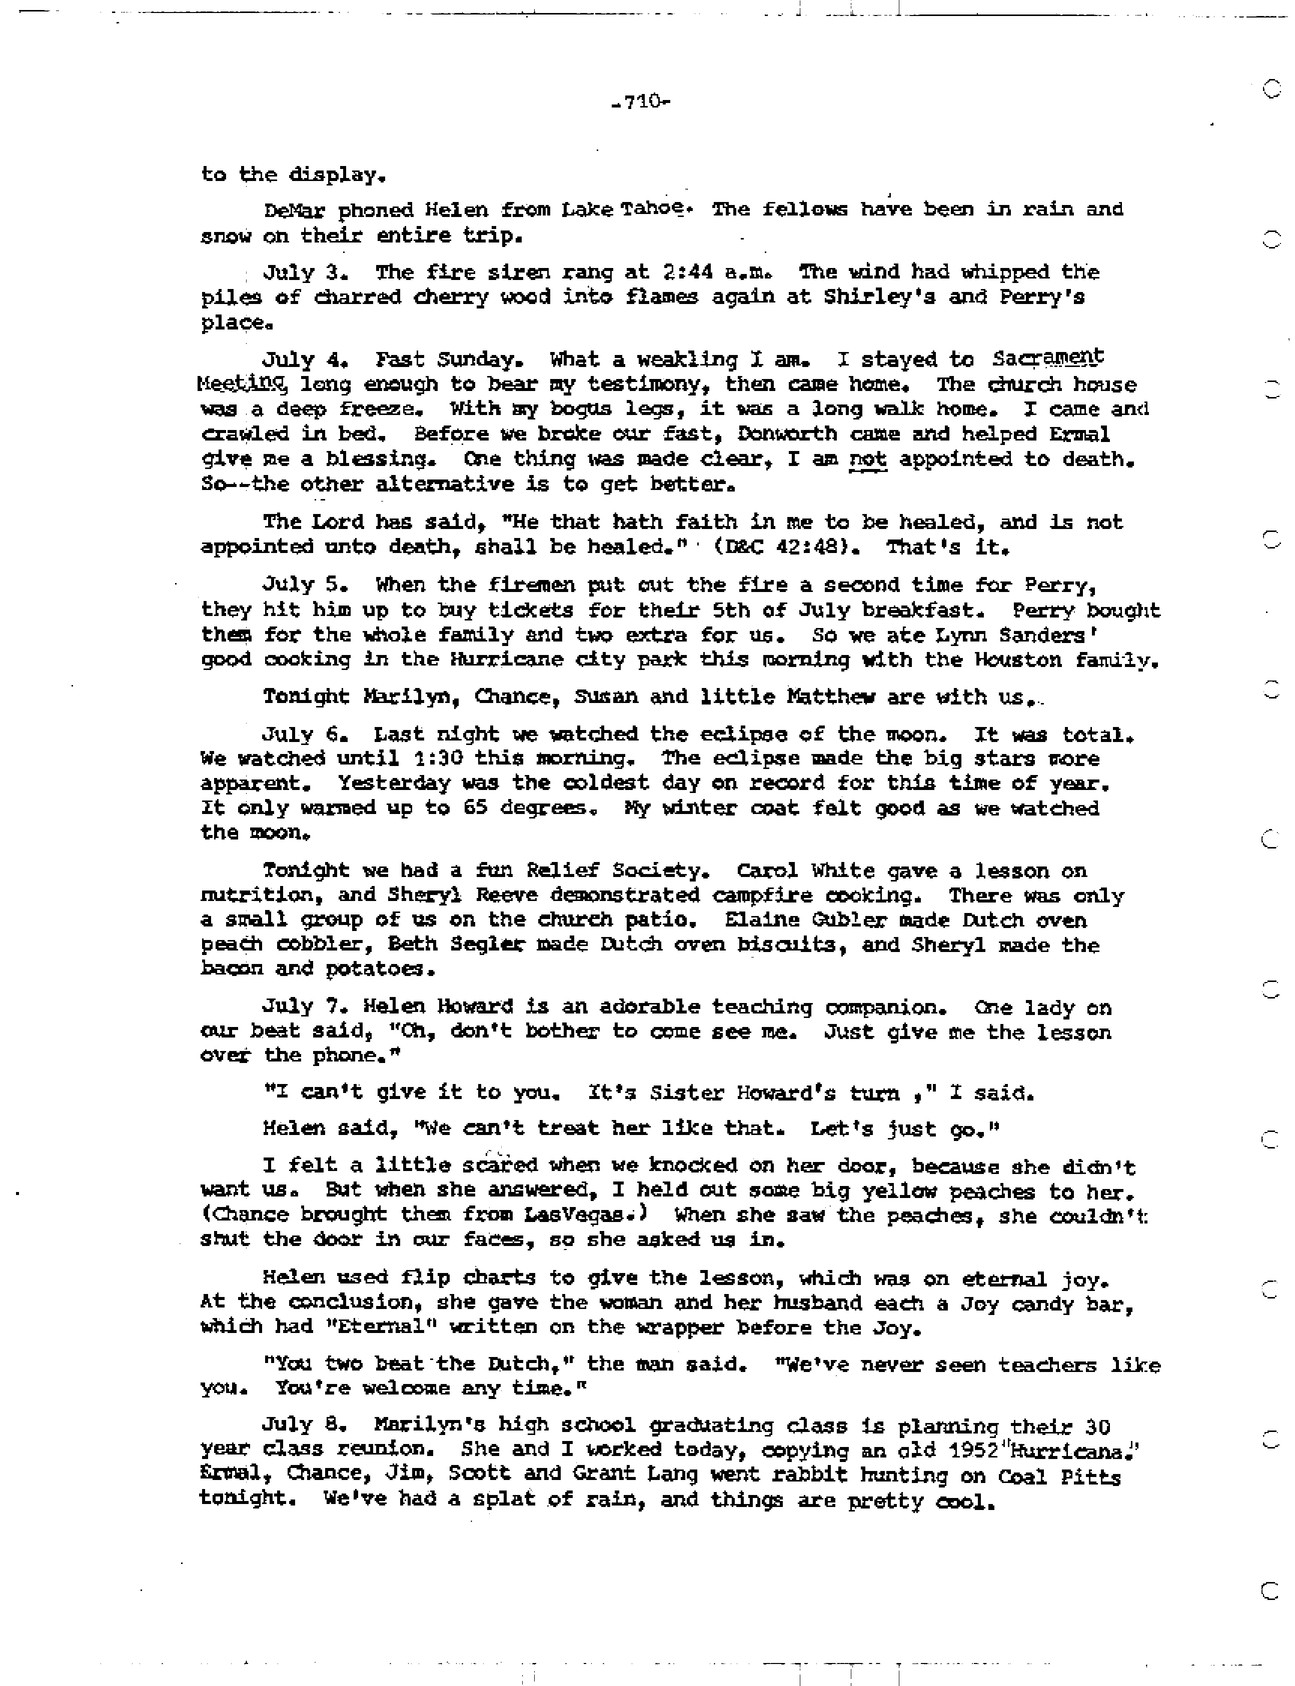 -710-
to the display.
DeMar phoned Helen from Lake Tahoe. The fellows have been in rain and
snow on their entire trip.
July 3. The fire siren rang at 2:44 a.m. The wind had whipped the
piles of charred cherry wood into flames again at Shirley's and Perry's
place.
July 4. Fast Sunday. What a weakling I am. I stayed to Sacrament
Meeting long enough to bear my testimony, then came home. The church house
was a deep freeze. With my bogus legs, it was a long walk home. I came and
crawled in bed. Before we broke our fast, Donworth came and helped Ermal
give me a blessing. One thing was made clear, I am not appointed to death.
So--the other alternative is to get better.
The Lord has said, "He that hath faith in me to be healed, and is not
appointed unto death, shall be healed." (D&C 42:48). That's it.
July 5. When the firemen put out the fire a second time for Perry,
they hit him up to buy tickets for their 5th of July breakfast. Perry bought
them for the whole family and two extra for us. So we ate Lynn Sanders'
good cooking in the Hurricane city park this morning with the Houston family.
Tonight Marilyn, Chance, Susan and little Matthew are with us.
July 6. Last night we watched the eclipse of the moon. It was total.
We watched until 1:30 this morning. The eclipse made the big stars more
apparent. Yesterday was the coldest day on record for this time of year.
It only warmed up to 65 degrees. My winter coat felt good as we watched
the moon.
Tonight we had a fun Relief Society. Carol White gave a lesson on
nutrition, and Sheryl Reeve demonstrated campfire cooking. There was only
a small group of us on the church patio. Elaine Gubler made Dutch oven
peach cobbler, Beth Segler made Dutch oven biscuits, and Sheryl made the
bacon and potatoes.
July 7. Helen Howard is an adorable teaching companion. One lady on
our beat said, "Oh, don't bother to come see me. Just give me the lesson
over the phone."
"I can't give it to you. It's Sister Howard's turn ," I said.
Helen said, "We can't treat her like that. Let's just go."
I felt a little scared when we knocked on her door, because she didn't
want us. But when she answered, I held out some big yellow peaches to her.
(Chance brought them from LasVegas.) When she saw the peaches, she couldn't
shut the door in our faces, so she asked us in.
Helen used flip charts to give the lesson, which was on eternal joy.
At the conclusion, she gave the woman and her husband each a Joy candy bar,
which had "Eternal" written on the wrapper before the Joy.
"You two beat the Dutch," the man said. "We've never seen teachers like
you. You're welcome any time."
July 8. Marilyn's high school graduating class is planning their 30
year class reunion. She and I worked today, copying an old 1952 "Hurricana."
Ermal, Chance, Jim, Scott and Grant Lang went rabbit hunting on Coal Pitts
tonight. We've had a splat of rain, and things are pretty cool.